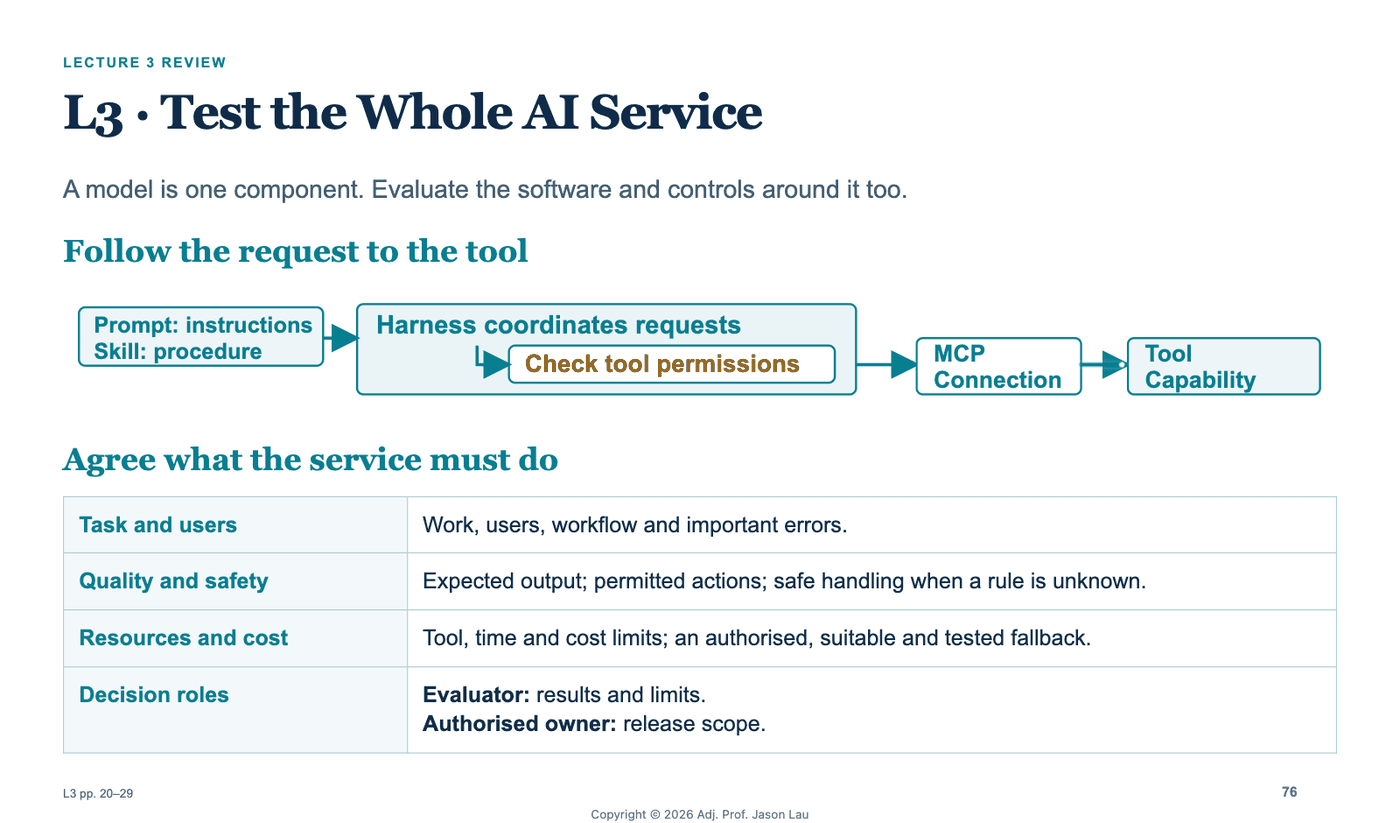 LECTURE 3 REVIEW
L3 · Test the Whole AI Service
A model is one component. Evaluate the software and controls around it too.
Follow the request to the tool
Prompt: instructions
Skill: procedure
Harness coordinates requests
Check tool permissions
MCP
Connection
Tool
Capability
Agree what the service must do
Task and users
Work, users, workflow and important errors.
Quality and safety
Expected output; permitted actions; safe handling when a rule is unknown.
Resources and cost
Tool, time and cost limits; an authorised, suitable and tested fallback.
Decision roles
Evaluator: results and limits.
Authorised owner: release scope.
L3 pp. 20–29
76
Copyright © 2026 Adj. Prof. Jason Lau